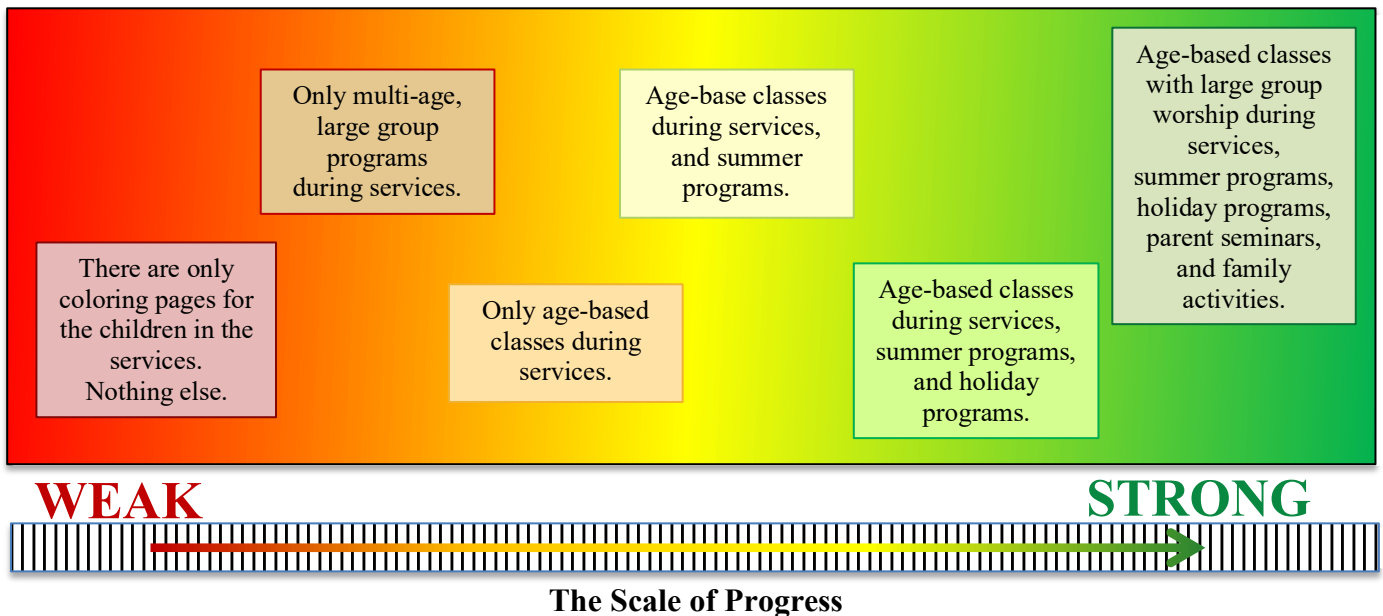 There are only
coloring pages for
the children in the
services.
Nothing else.
Only multi-age,
large group
programs
during services.
Only age-based
classes during
services.
Age-base classes
during services,
and summer
programs.
Age-based classes
during services,
summer programs,
and holiday
programs.
Age-based classes
with large group
worship during
services,
summer programs,
holiday programs,
parent seminars,
and family
activities.
WEAK
STRONG
The Scale of Progress